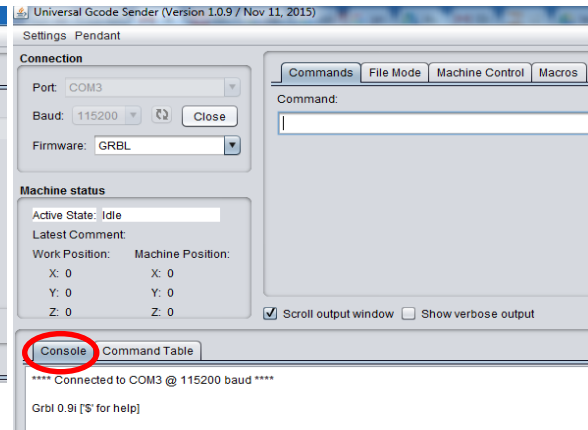 Universal Gcode Sender (Version 1.0.9 / Nov 11, 2015)
Settings Pendant
Connection
Port: COM3
Baud: 115200 Close
Firmware: GRBL
Commands File Mode Machine Control Macros
Command:
Machine status
Active State: Idle
Latest Comment:
Work Position: Machine Position:
X: 0 X: 0
Y: 0 Y: 0
Z: 0 Z: 0
Scroll output window Show verbose output
Console Command Table
**** Connected to COM3 @ 115200 baud ****
Grbl 0.9i ['$' for help]